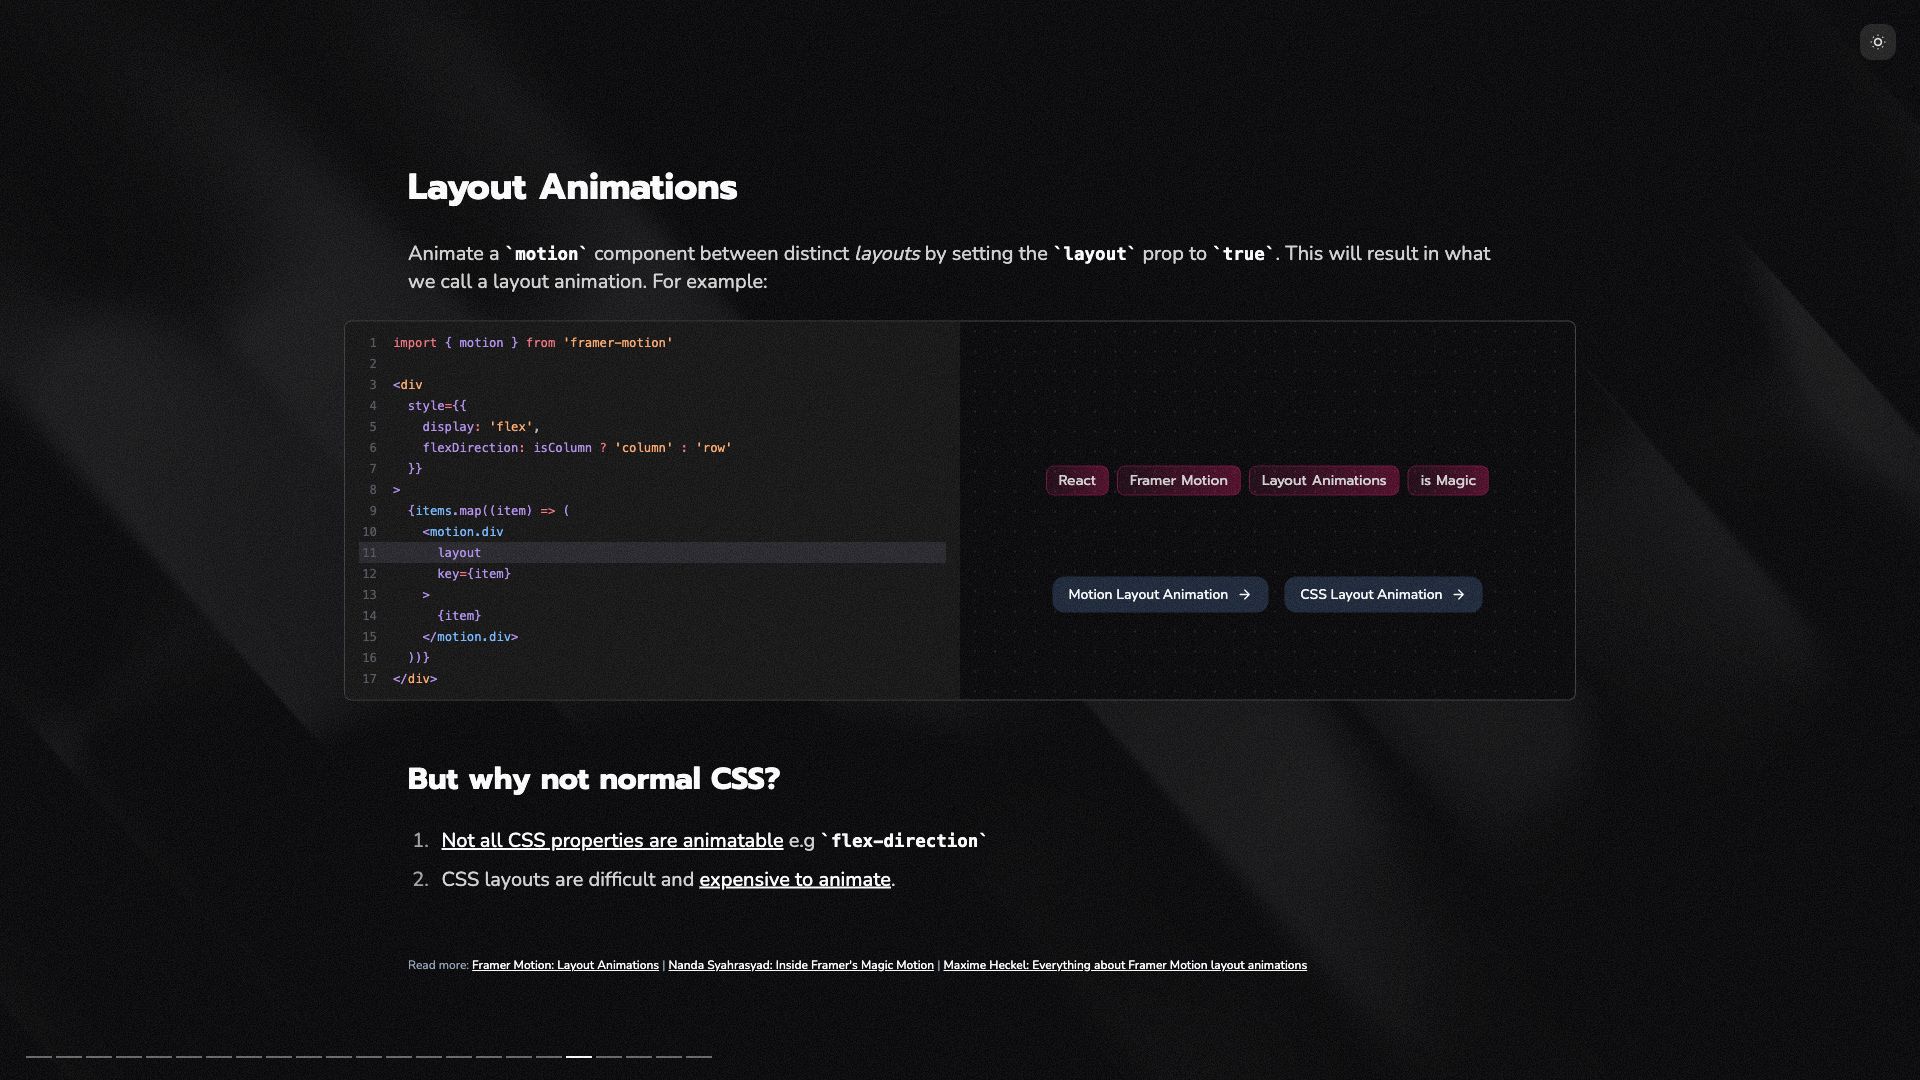 Layout Animations
Animate a `motion` component between distinct layouts by setting the `layout` prop to `true`. This will result in what
we call a layout animation. For example:
1 import { motion } from 'framer-motion'
2
3 <div
4 style={{
5 display: 'flex',
6 flexDirection: isColumn ? 'column' : 'row'
7 }}
8 >
9 {items.map((item) => (
10 <motion.div
11 layout
12 key={item}
13 >
14 {item}
15 </motion.div>
16 ))}
17 </div>
React Framer Motion Layout Animations is Magic
Motion Layout Animation → CSS Layout Animation →
But why not normal CSS?
1. Not all CSS properties are animatable e.g `flex-direction`
2. CSS layouts are difficult and expensive to animate.
Read more: Framer Motion: Layout Animations | Nanda Syahrasyad: Inside Framer's Magic Motion | Maxime Heckel: Everything about Framer Motion layout animations